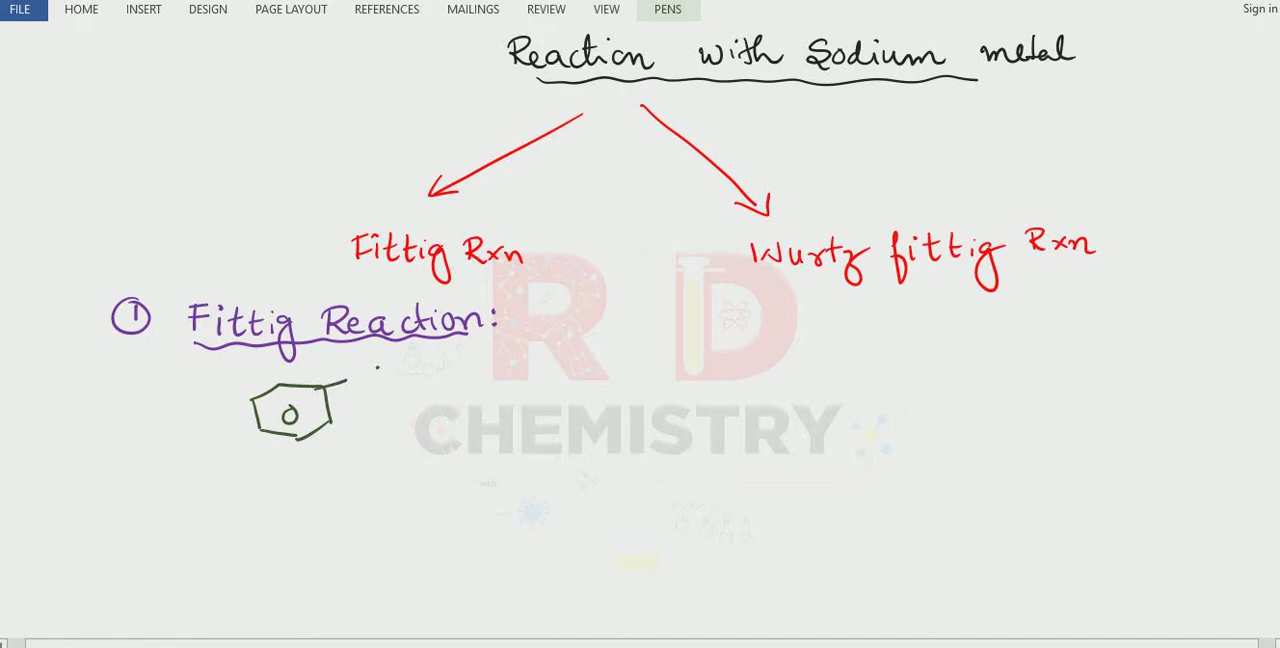 FILE HOME INSERT DESIGN PAGE LAYOUT REFERENCES MAILINGS REVIEW VIEW PENS Sign in
Reaction with Sodium metal
Fittig Rxn Wurtz fittig Rxn
① Fittig Reaction:
RD
CHEMISTRY